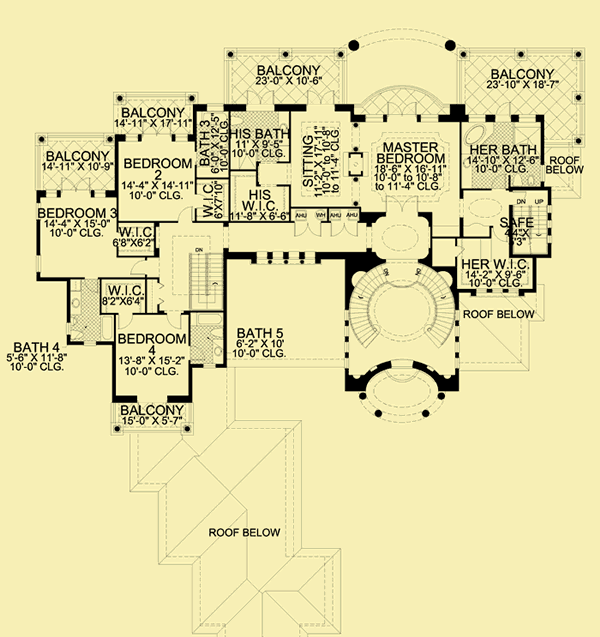 BALCONY
23'-0" X 10'-6"
BALCONY
23'-10" X 18'-7"
BALCONY
14'-11" X 17'-11"
BATH 3
6'-0" X 12'-5"
10'-0" CLG.
HIS BATH
11' X 9'-5"
10'-0" CLG.
SITTING
11'-2" X 17'-11"
10'-0" to 10'-8"
to 11'-4" CLG.
MASTER
BEDROOM
18'-6" X 16'-11"
10'-0" to 10'-8"
to 11'-4" CLG.
HER BATH
14'-10" X 12'-6"
10'-0" CLG.
ROOF
BELOW
BALCONY
14'-11" X 10'-9"
BEDROOM
2
14'-4" X 14'-11"
10'-0" CLG.
W.I.C.
6'X7'10"
HIS
W.I.C.
11'-8" X 6'-6"
AHU
WH
AHU
AHU
DN
UP
SAFE
BEDROOM 3
14'-4" X 15'-0"
10'-0" CLG.
W.I.C.
6'8"X6'2"
DN
HER W.I.C.
14'-2" X 9'-6"
10'-0" CLG.
W.I.C.
8'2"X6'4"
DN
DN
ROOF BELOW
BATH 4
5'-6" X 11'-8"
10'-0" CLG.
BEDROOM
4
13'-8" X 15'-2"
10'-0" CLG.
BATH 5
6'-2" X 10'
10'-0" CLG.
BALCONY
15'-0" X 5'-7"
ROOF BELOW